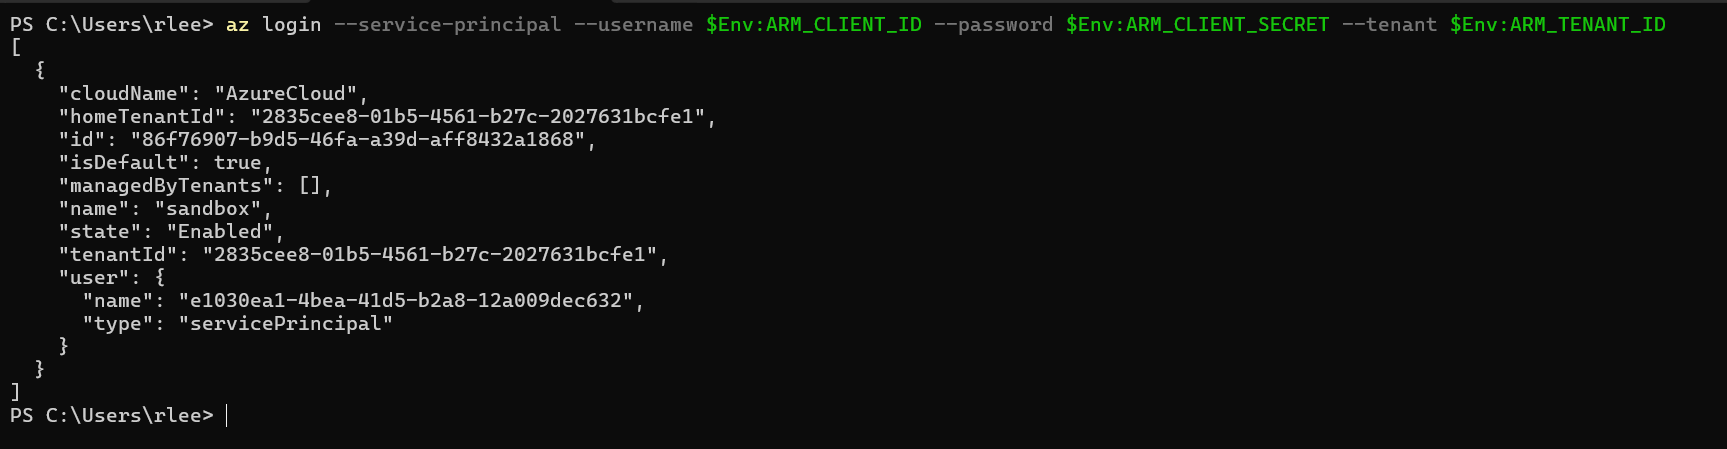 PS C:\Users\rlee> az login --service-principal --username $Env:ARM_CLIENT_ID --password $Env:ARM_CLIENT_SECRET --tenant $Env:ARM_TENANT_ID
[
  {
    "cloudName": "AzureCloud",
    "homeTenantId": "2835cee8-01b5-4561-b27c-2027631bcfe1",
    "id": "86f76907-b9d5-46fa-a39d-aff8432a1868",
    "isDefault": true,
    "managedByTenants": [],
    "name": "sandbox",
    "state": "Enabled",
    "tenantId": "2835cee8-01b5-4561-b27c-2027631bcfe1",
    "user": {
      "name": "e1030ea1-4bea-41d5-b2a8-12a009dec632",
      "type": "servicePrincipal"
    }
  }
]
PS C:\Users\rlee>